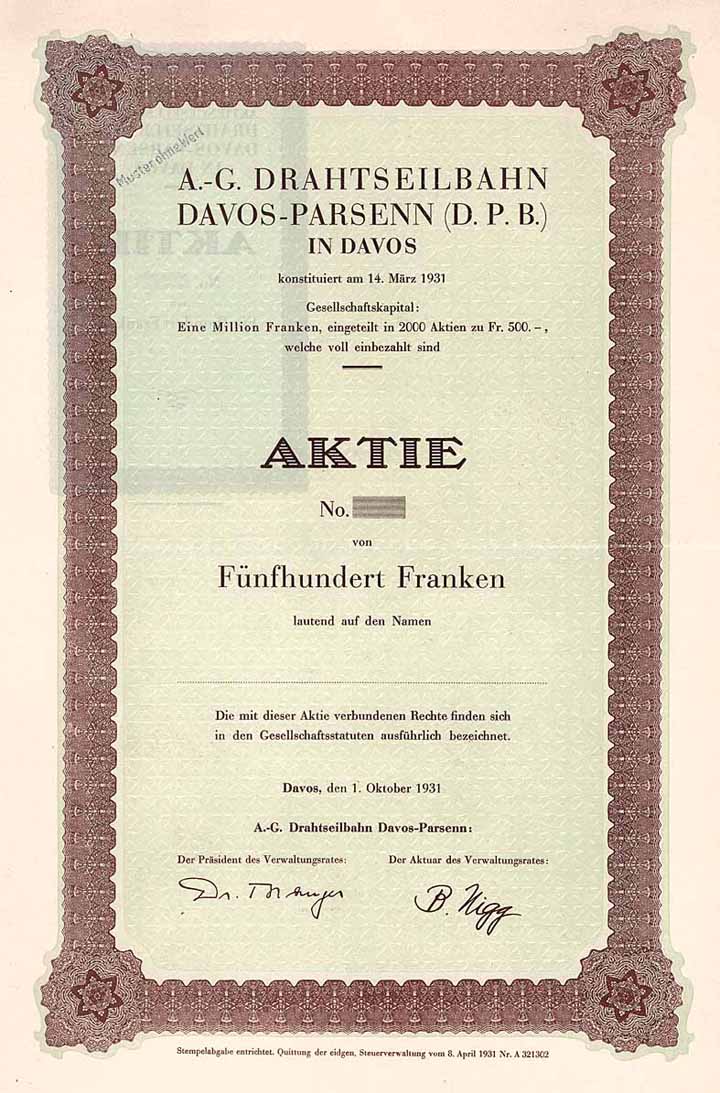 Muster ohne Wert
A.-G. DRAHTSEILBAHN
DAVOS-PARSENN (D. P. B.)
IN DAVOS
konstituiert am 14. März 1931
Gesellschaftskapital:
Eine Million Franken, eingeteilt in 2000 Aktien zu Fr. 500.–,
welche voll einbezahlt sind
AKTIE
No.
von
Fünfhundert Franken
lautend auf den Namen
Die mit dieser Aktie verbundenen Rechte finden sich
in den Gesellschaftsstatuten ausführlich bezeichnet.
Davos, den 1. Oktober 1931
A.-G. Drahtseilbahn Davos-Parsenn:
Der Präsident des Verwaltungsrates: Der Aktuar des Verwaltungsrates:
Dr. B. Nigg
Stempelabgabe entrichtet. Quittung der eidgen. Steuerverwaltung vom 8. April 1931 Nr. A 321302